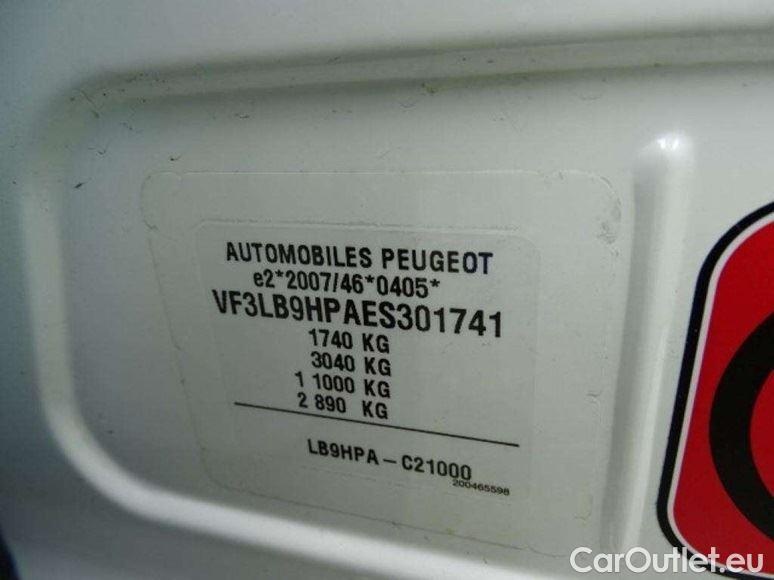 AUTOMOBILES PEUGEOT
e2*2007/46*0405*
VF3LB9HPAES301741
1740 KG
3040 KG
1 1000 KG
2 890 KG
LB9HPA-C21000
200465598
CarOutlet.eu